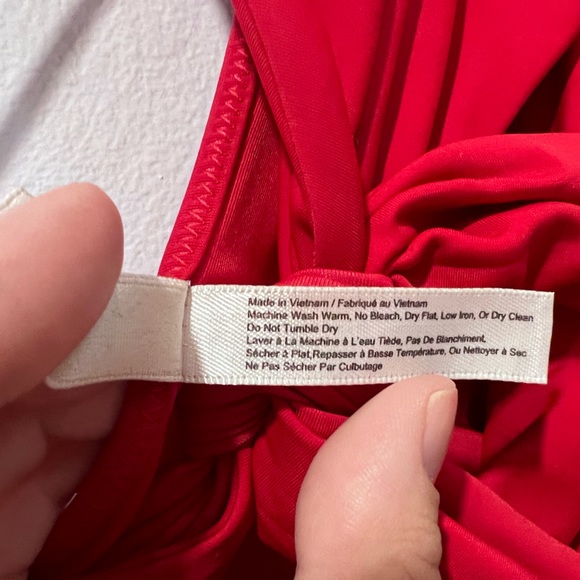 Made in Vietnam / Fabriqué au Vietnam
Machine Wash Warm, No Bleach, Dry Flat, Low Iron, Or Dry Clean
Do Not Tumble Dry
Laver à La Machine à L'eau Tiède, Pas De Blanchiment,
Sécher à Plat,Repasser à Basse Température, Ou Nettoyer à Sec
Ne Pas Sécher Par Culbutage